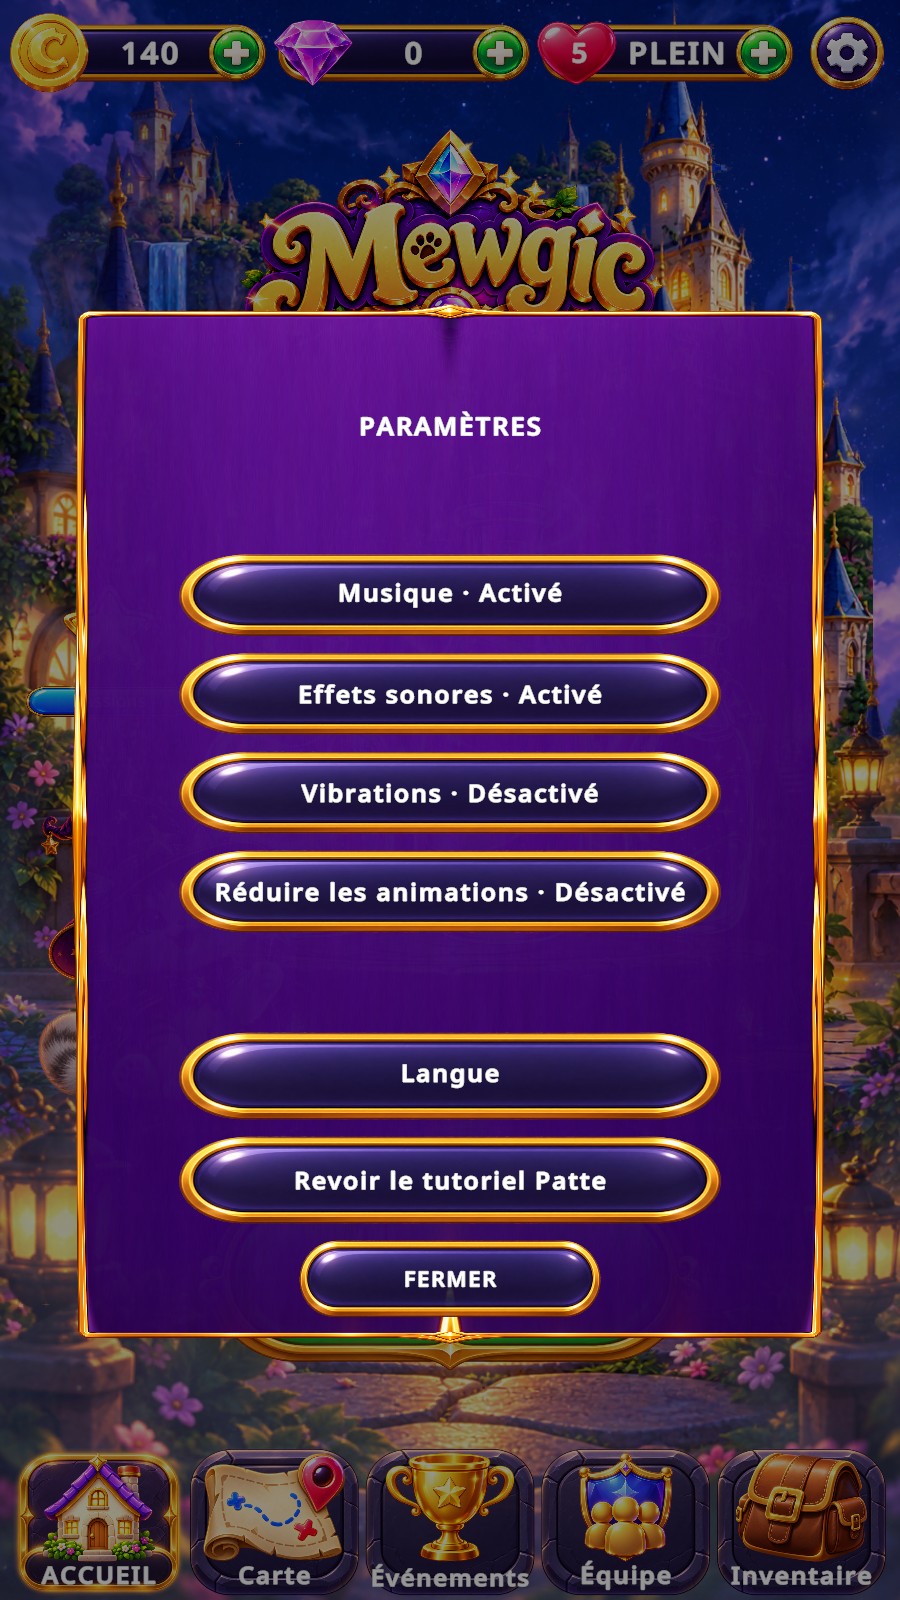 140
0
5 PLEIN
Mewgic
PARAMÈTRES
Musique · Activé
Effets sonores · Activé
Vibrations · Désactivé
Réduire les animations · Désactivé
Langue
Revoir le tutoriel Patte
FERMER
ACCUEIL
Carte
Événements
Équipe
Inventaire